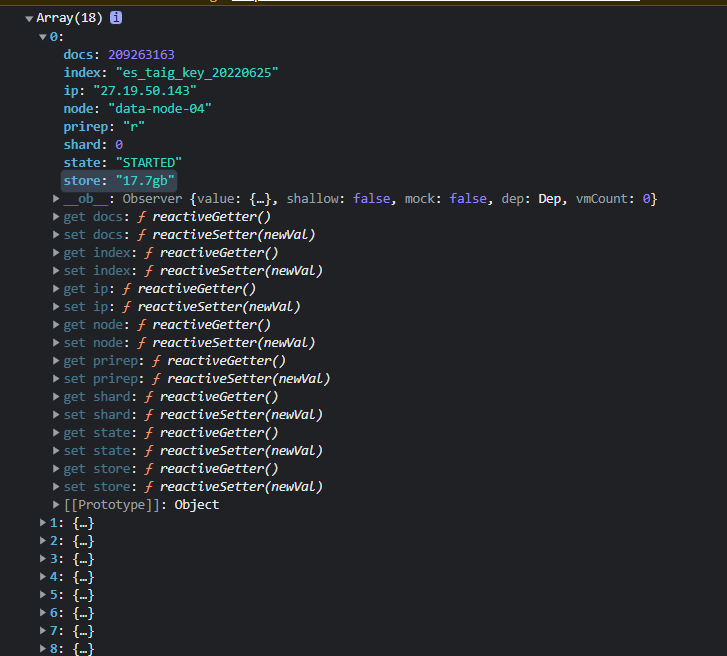 ▼Array(18) i
▼0:
docs: 209263163
index: "es_taig_key_20220625"
ip: "27.19.50.143"
node: "data-node-04"
prirep: "r"
shard: 0
state: "STARTED"
store: "17.7gb"
▶__ob__: Observer {value: {…}, shallow: false, mock: false, dep: Dep, vmCount: 0}
▶get docs: ƒ reactiveGetter()
▶set docs: ƒ reactiveSetter(newVal)
▶get index: ƒ reactiveGetter()
▶set index: ƒ reactiveSetter(newVal)
▶get ip: ƒ reactiveGetter()
▶set ip: ƒ reactiveSetter(newVal)
▶get node: ƒ reactiveGetter()
▶set node: ƒ reactiveSetter(newVal)
▶get prirep: ƒ reactiveGetter()
▶set prirep: ƒ reactiveSetter(newVal)
▶get shard: ƒ reactiveGetter()
▶set shard: ƒ reactiveSetter(newVal)
▶get state: ƒ reactiveGetter()
▶set state: ƒ reactiveSetter(newVal)
▶get store: ƒ reactiveGetter()
▶set store: ƒ reactiveSetter(newVal)
▶[[Prototype]]: Object
▶1: {…}
▶2: {…}
▶3: {…}
▶4: {…}
▶5: {…}
▶6: {…}
▶7: {…}
▶8: {…}